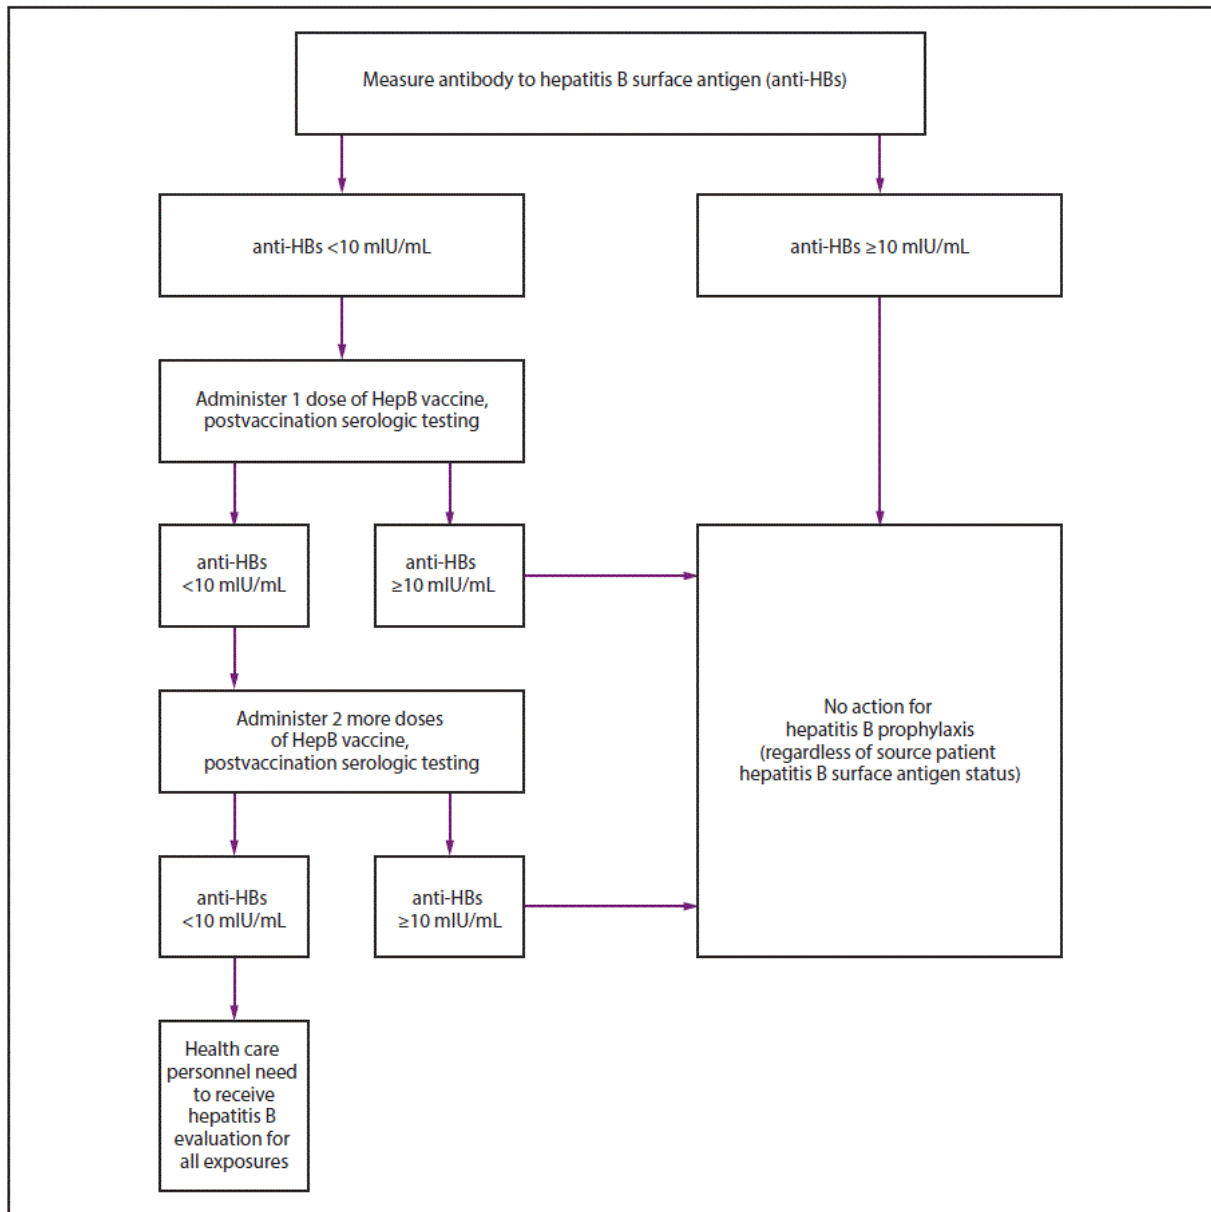 Measure antibody to hepatitis B surface antigen (anti-HBs)
anti-HBs <10 mIU/mL
anti-HBs ≥10 mIU/mL
Administer 1 dose of HepB vaccine,
postvaccination serologic testing
anti-HBs
<10 mIU/mL
anti-HBs
≥10 mIU/mL
Administer 2 more doses
of HepB vaccine,
postvaccination serologic testing
No action for
hepatitis B prophylaxis
(regardless of source patient
hepatitis B surface antigen status)
anti-HBs
<10 mIU/mL
anti-HBs
≥10 mIU/mL
Health care
personnel need
to receive
hepatitis B
evaluation for
all exposures